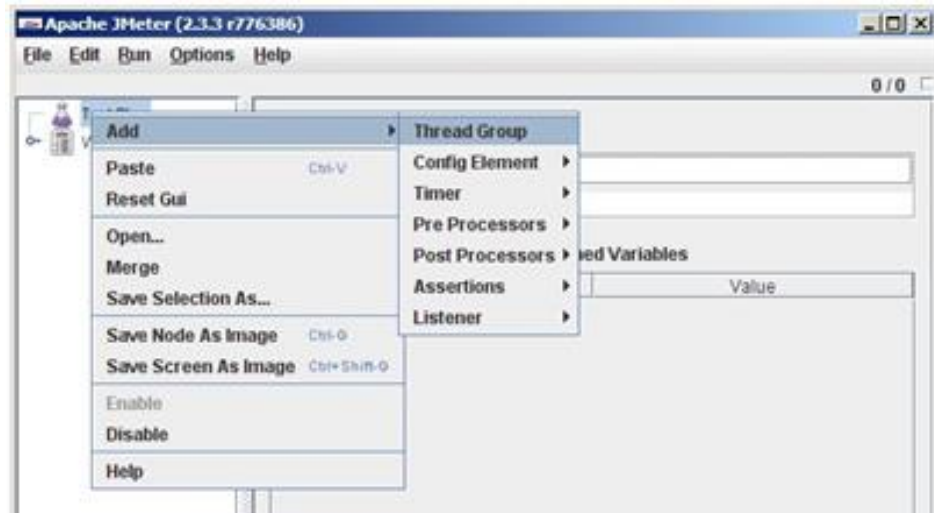 Apache JMeter (2.3.3 r776386)
File Edit Run Options Help
0 / 0
Add
Paste Ctrl-V
Reset Gui
Open...
Merge
Save Selection As...
Save Node As Image Ctrl-G
Save Screen As Image Ctrl+Shift-G
Enable
Disable
Help
Thread Group
Config Element
Timer
Pre Processors
Post Processors
Assertions
Listener
ned Variables
Value